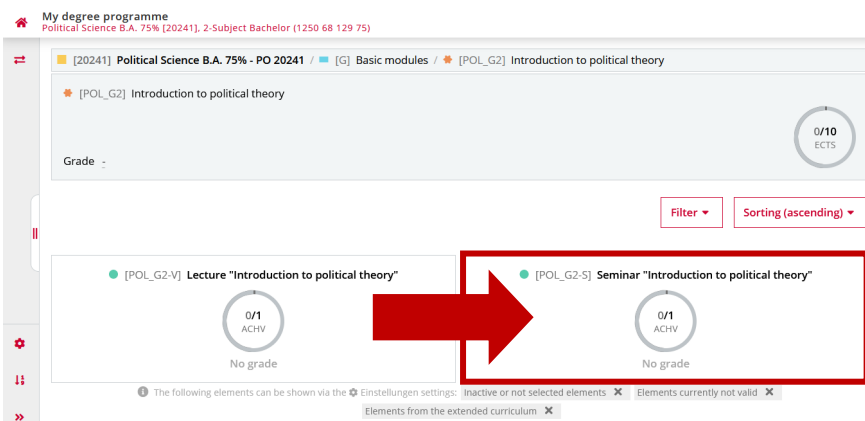 My degree programme
Political Science B.A. 75% [20241], 2-Subject Bachelor (1250 68 129 75)
[20241] Political Science B.A. 75% - PO 20241 / [G] Basic modules / [POL_G2] Introduction to political theory
[POL_G2] Introduction to political theory
0/10
ECTS
Grade -
Filter
Sorting (ascending)
[POL_G2-V] Lecture "Introduction to political theory"
0/1
ACHV
No grade
[POL_G2-S] Seminar "Introduction to political theory"
0/1
ACHV
No grade
The following elements can be shown via the Einstellungen settings: Inactive or not selected elements X Elements currently not valid X
Elements from the extended curriculum X